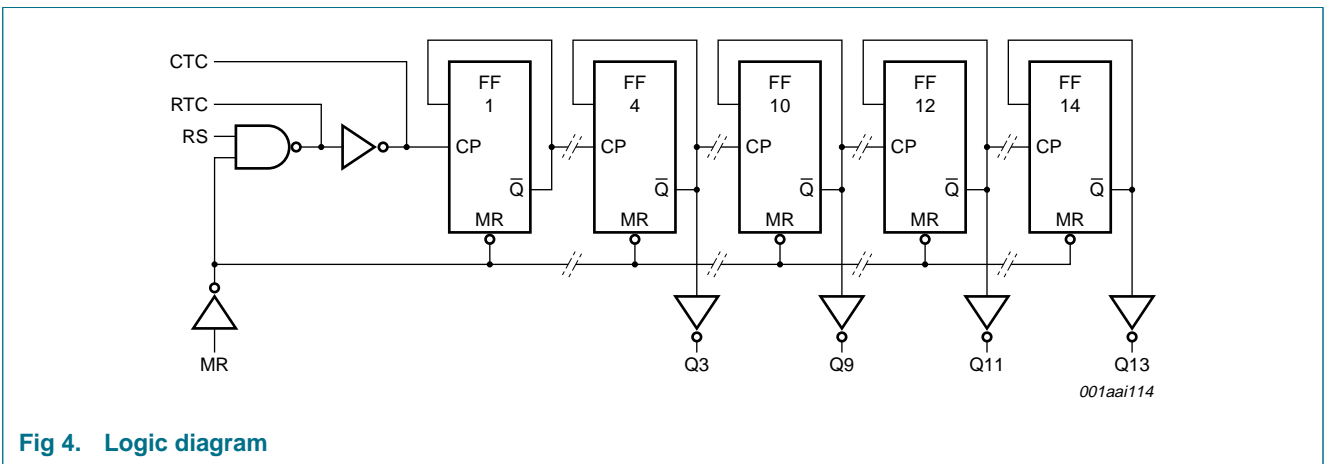 CTC
RTC
RS
FF
1
CP
Q̅
MR
FF
4
CP
Q̅
MR
FF
10
CP
Q̅
MR
FF
12
CP
Q̅
MR
FF
14
CP
Q̅
MR
MR
Q3
Q9
Q11
Q13
001aai114
Fig 4. Logic diagram